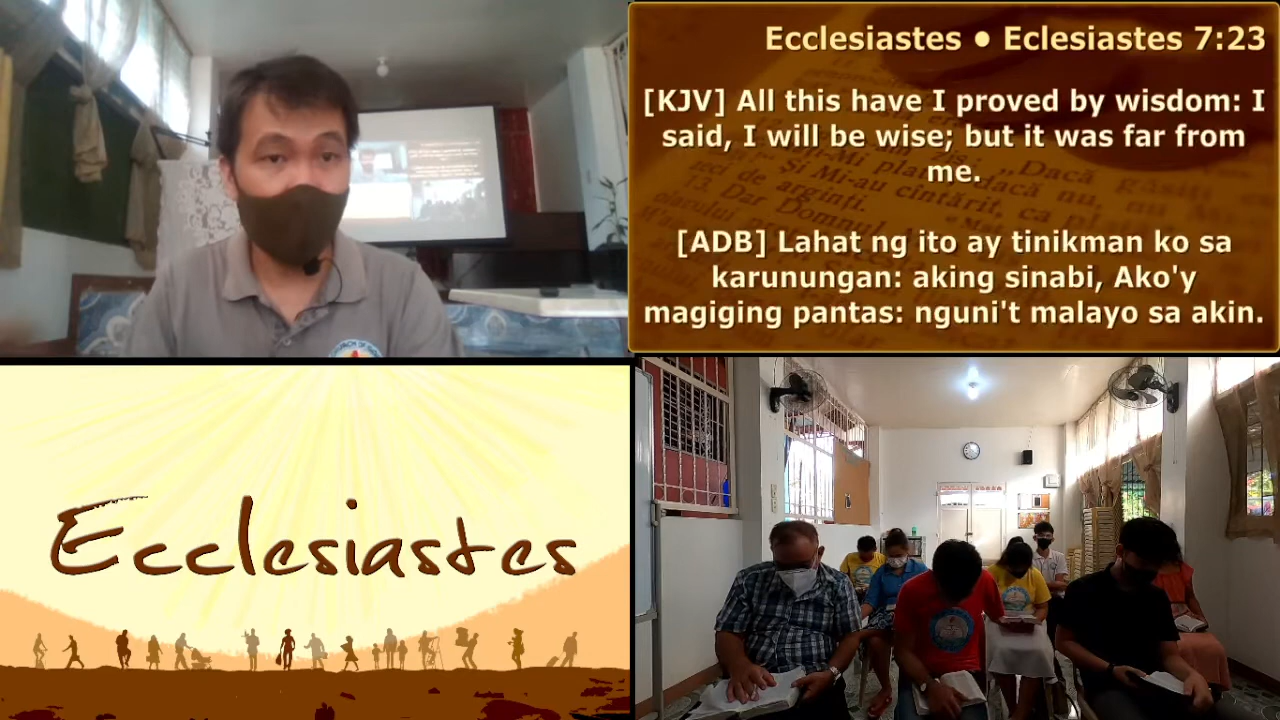 Ecclesiastes • Eclesiastes 7:23
[KJV] All this have I proved by wisdom: I
said, I will be wise; but it was far from
me.
[ADB] Lahat ng ito ay tinikman ko sa
karunungan: aking sinabi, Ako'y
magiging pantas: nguni't malayo sa akin.
Ecclesiastes